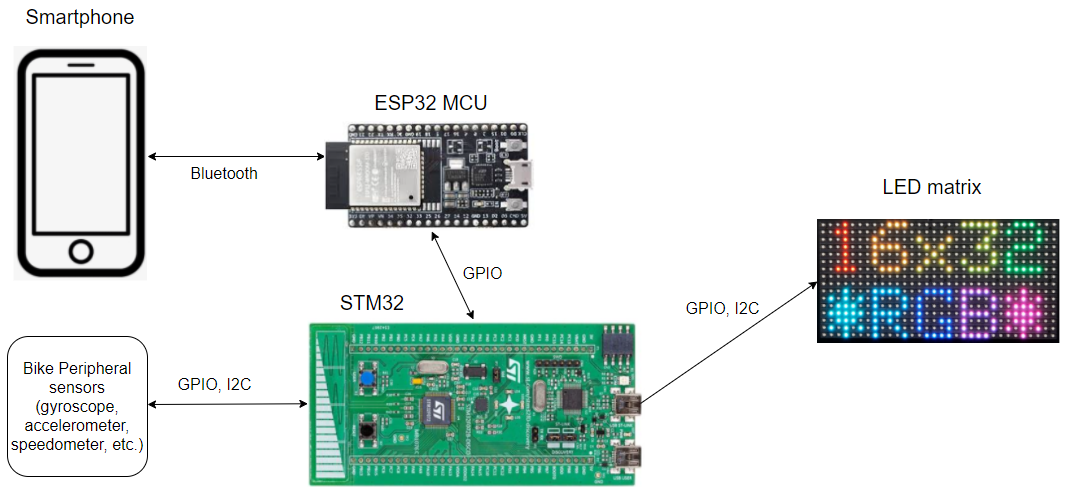 Smartphone
ESP32 MCU
Bluetooth
LED matrix
16x32
*RGB*
GPIO
STM32
GPIO, I2C
Bike Peripheral
sensors
(gyroscope,
accelerometer,
speedometer, etc.)
GPIO, I2C